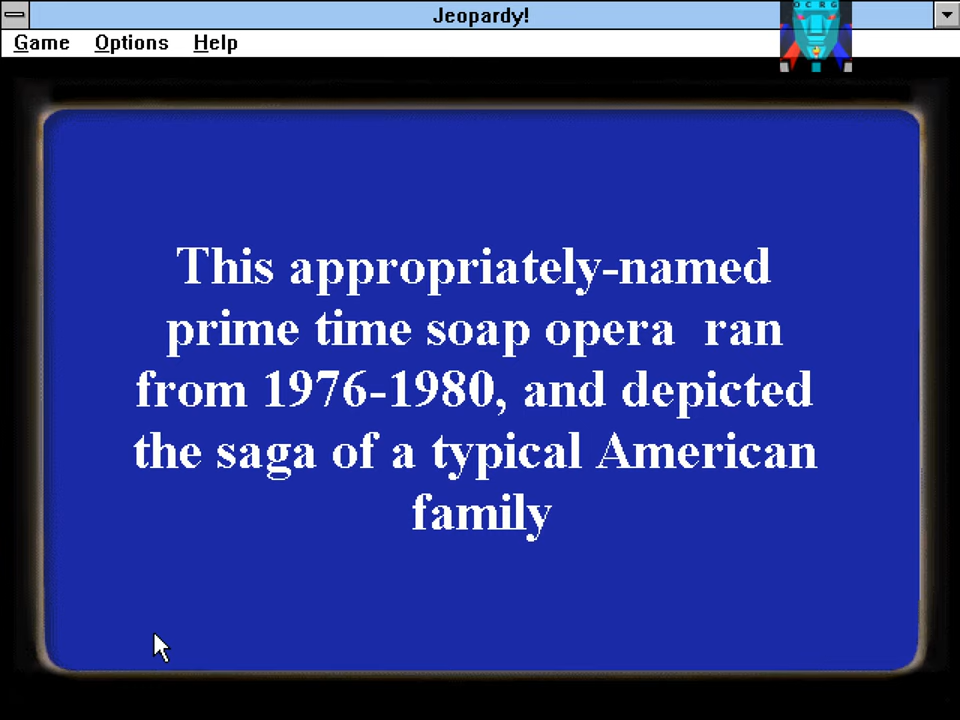 Jeopardy!
OCRG
Game Options Help
This appropriately-named
prime time soap opera  ran
from 1976-1980, and depicted
the saga of a typical American
family